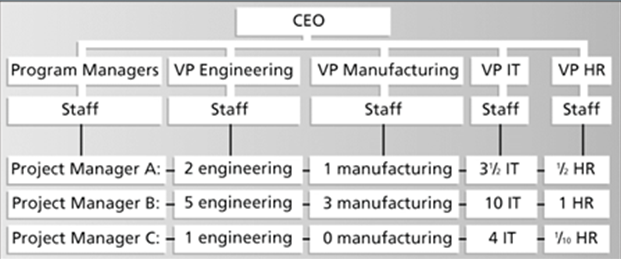 CEO
Program Managers VP Engineering VP Manufacturing VP IT VP HR
Staff Staff Staff Staff Staff
Project Manager A: 2 engineering 1 manufacturing 3½ IT ½ HR
Project Manager B: 5 engineering 3 manufacturing 10 IT 1 HR
Project Manager C: 1 engineering 0 manufacturing 4 IT 1/10 HR